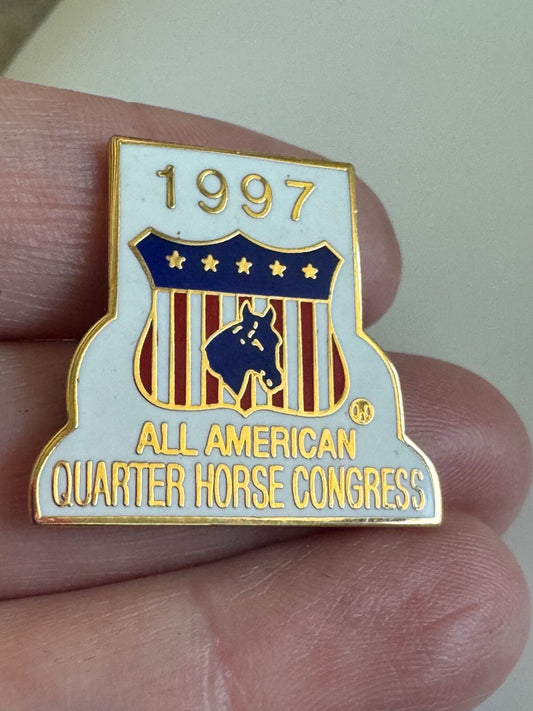 1997
ALL AMERICAN
QUARTER HORSE CONGRESS